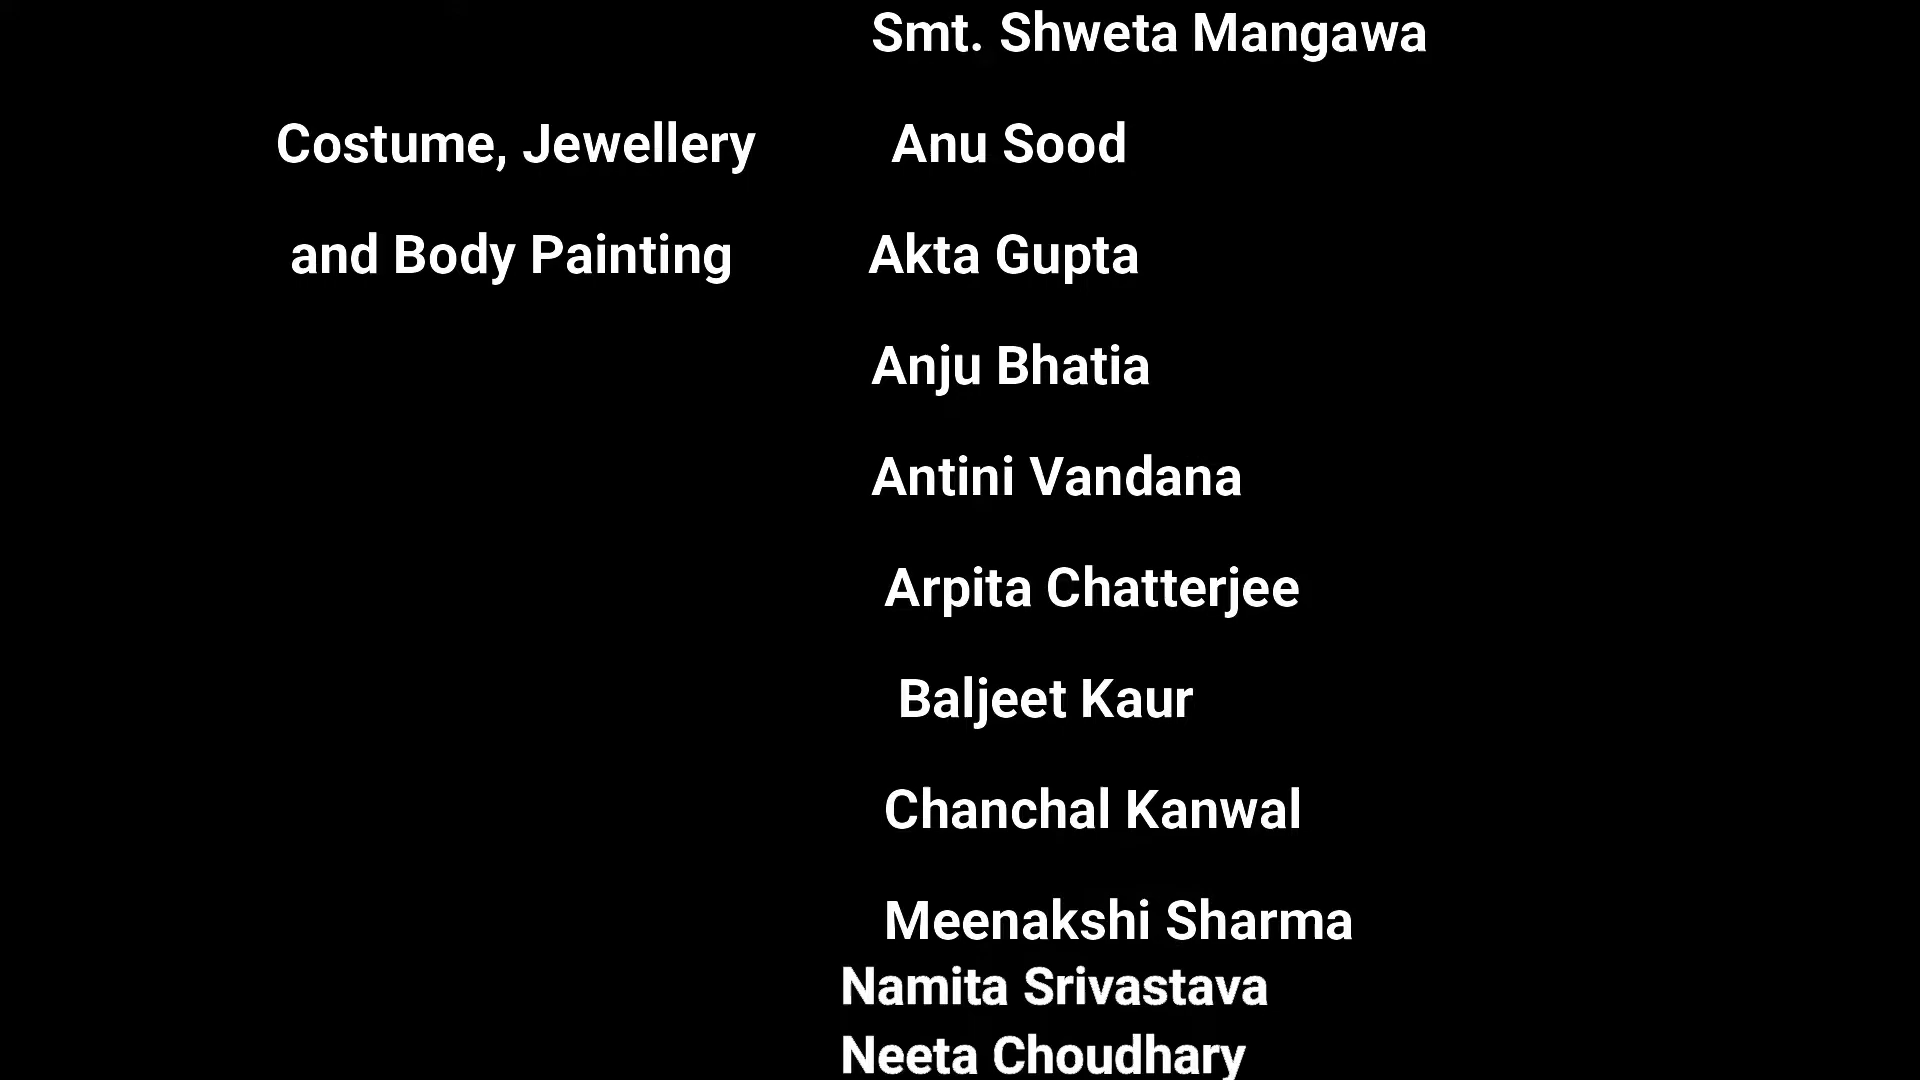 Smt. Shweta Mangawa
Costume, Jewellery Anu Sood
and Body Painting Akta Gupta
Anju Bhatia
Antini Vandana
Arpita Chatterjee
Baljeet Kaur
Chanchal Kanwal
Meenakshi Sharma
Namita Srivastava
Neeta Choudhary